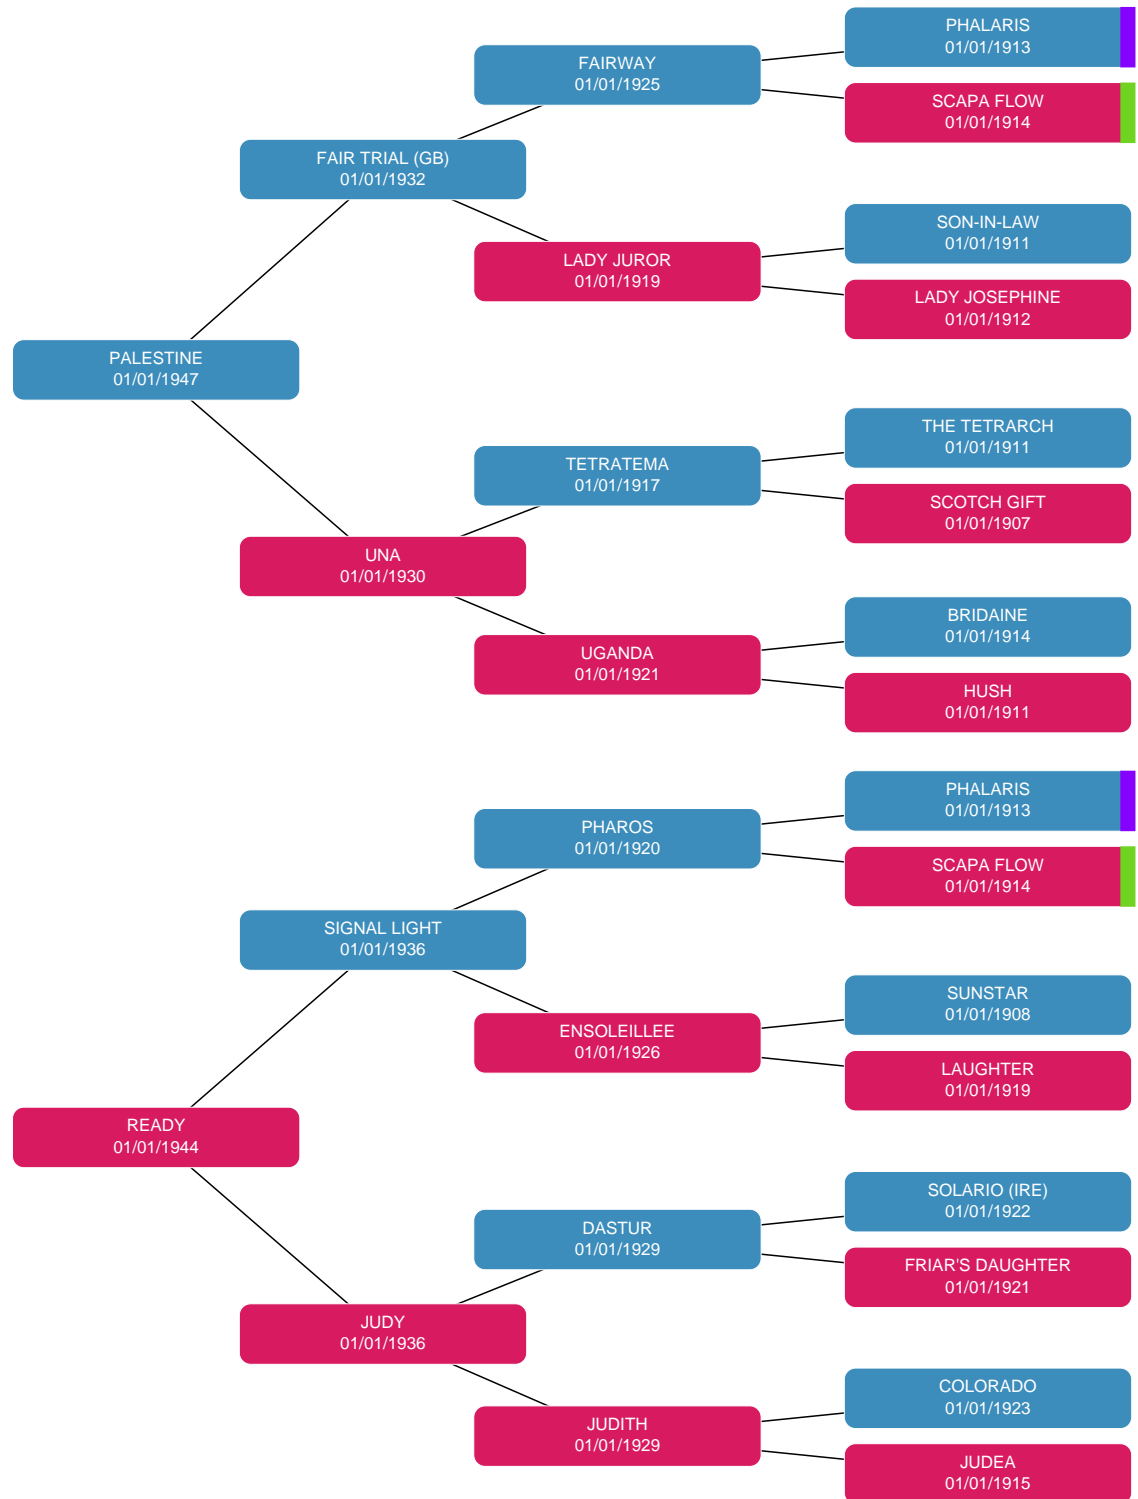 PHALARIS
01/01/1913
FAIRWAY
01/01/1925
SCAPA FLOW
01/01/1914
FAIR TRIAL (GB)
01/01/1932
SON-IN-LAW
01/01/1911
LADY JUROR
01/01/1919
LADY JOSEPHINE
01/01/1912
PALESTINE
01/01/1947
THE TETRARCH
01/01/1911
TETRATEMA
01/01/1917
SCOTCH GIFT
01/01/1907
UNA
01/01/1930
BRIDAINE
01/01/1914
UGANDA
01/01/1921
HUSH
01/01/1911
PHALARIS
01/01/1913
PHAROS
01/01/1920
SCAPA FLOW
01/01/1914
SIGNAL LIGHT
01/01/1936
SUNSTAR
01/01/1908
ENSOLEILLEE
01/01/1926
LAUGHTER
01/01/1919
READY
01/01/1944
SOLARIO (IRE)
01/01/1922
DASTUR
01/01/1929
FRIAR'S DAUGHTER
01/01/1921
JUDY
01/01/1936
COLORADO
01/01/1923
JUDITH
01/01/1929
JUDEA
01/01/1915